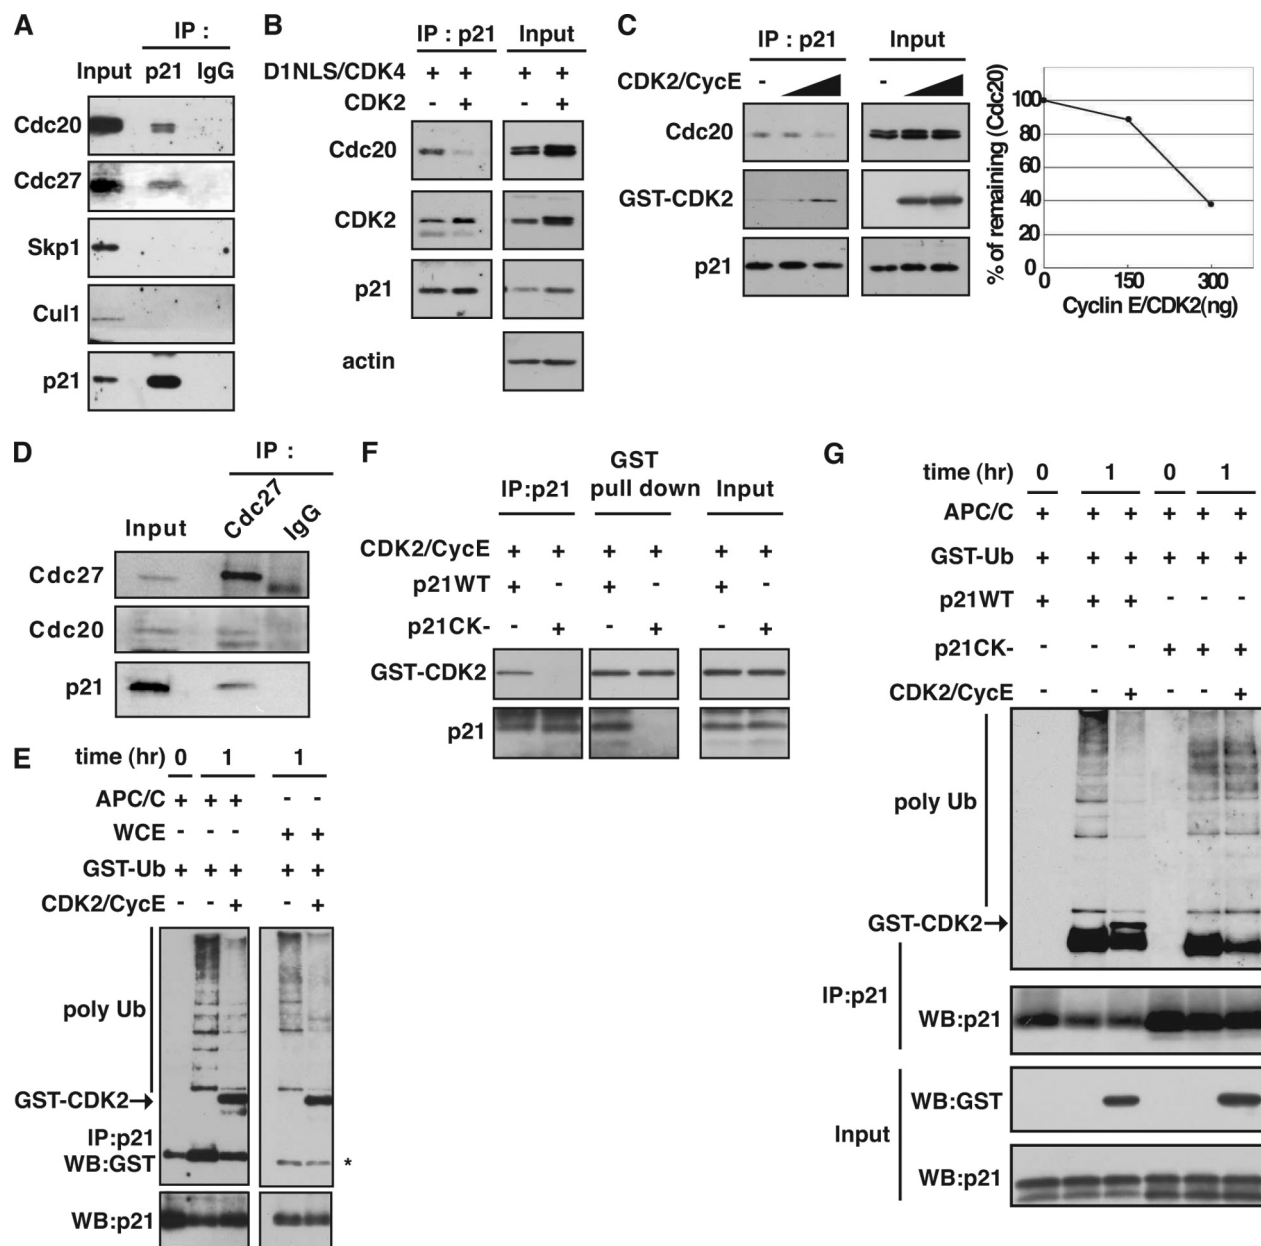 A
IP :
Input p21 IgG
Cdc20
Cdc27
Skp1
Cul1
p21
B
IP : p21 Input
D1NLS/CDK4 + + + +
CDK2 - + - +
Cdc20
CDK2
p21
actin
C
IP : p21 Input
CDK2/CycE - -
Cdc20
GST-CDK2
p21
% of remaining (Cdc20)
100
80
60
40
20
0
0 150 300
Cyclin E/CDK2(ng)
D
IP :
Input Cdc27 IgG
Cdc27
Cdc20
p21
E
time (hr) 0 1 1
APC/C + + + - -
WCE - - - + +
GST-Ub + + + + +
CDK2/CycE - - + - +
poly Ub
GST-CDK2→
IP:p21
WB:GST *
WB:p21
F
GST
IP:p21 pull down Input
CDK2/CycE + + + + + +
p21WT + - + - + -
p21CK- - + - + - +
GST-CDK2
p21
G
time (hr) 0 1 0 1
APC/C + + + + + +
GST-Ub + + + + + +
p21WT + + + - - -
p21CK- - - - + + +
CDK2/CycE - - + - - +
poly Ub
GST-CDK2→
IP:p21
WB:p21
Input
WB:GST
WB:p21